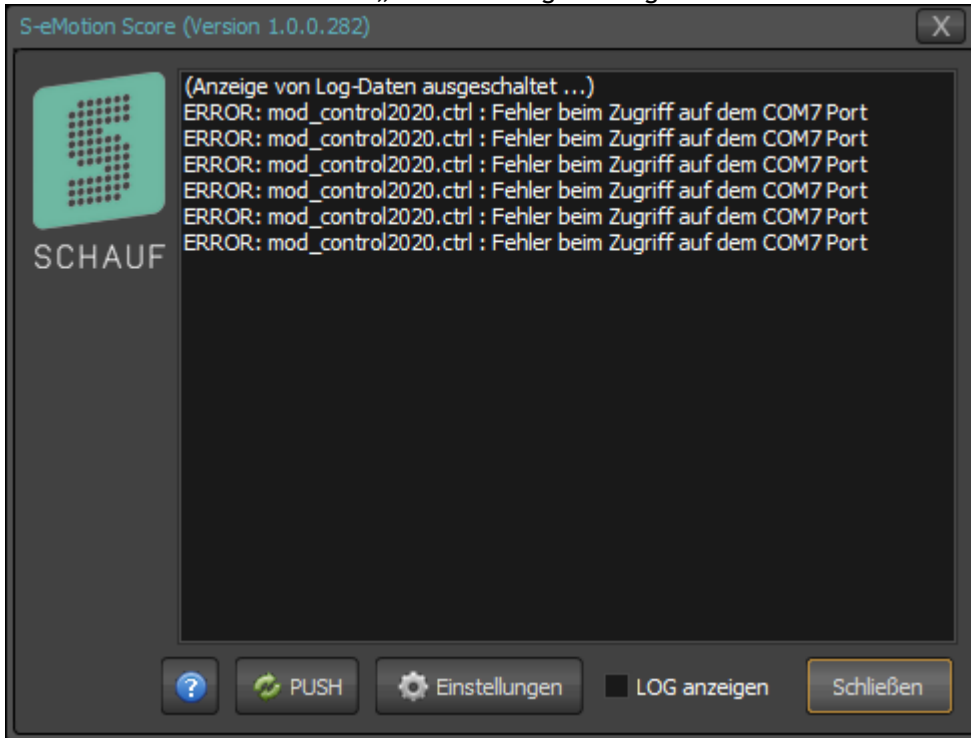 S-eMotion Score (Version 1.0.0.282)
X
(Anzeige von Log-Daten ausgeschaltet ...)
ERROR: mod_control2020.ctrl : Fehler beim Zugriff auf dem COM7 Port
ERROR: mod_control2020.ctrl : Fehler beim Zugriff auf dem COM7 Port
ERROR: mod_control2020.ctrl : Fehler beim Zugriff auf dem COM7 Port
ERROR: mod_control2020.ctrl : Fehler beim Zugriff auf dem COM7 Port
ERROR: mod_control2020.ctrl : Fehler beim Zugriff auf dem COM7 Port
ERROR: mod_control2020.ctrl : Fehler beim Zugriff auf dem COM7 Port
S
SCHAUF
? PUSH Einstellungen LOG anzeigen Schließen